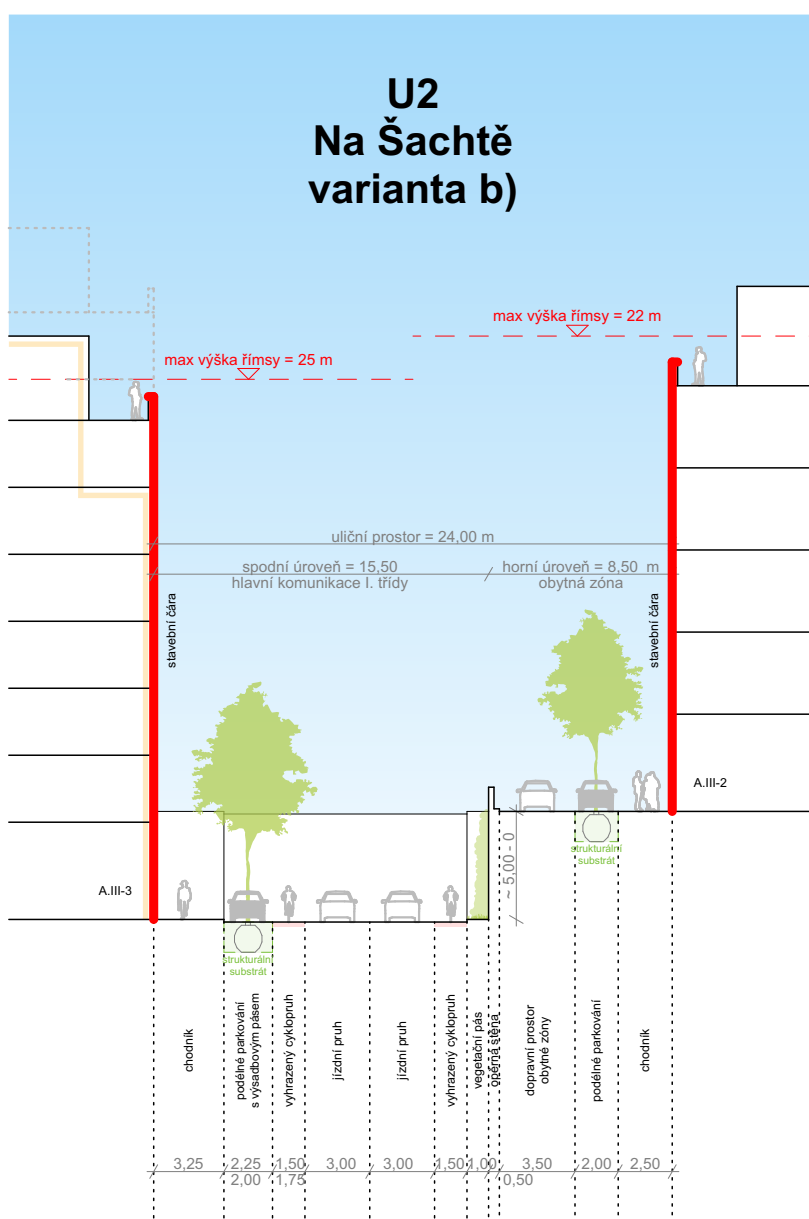 U2
Na Šachtě
varianta b)
max výška římsy = 22 m
max výška římsy = 25 m
uliční prostor = 24,00 m
spodní úroveň = 15,50
hlavní komunikace I. třídy
horní úroveň = 8,50 m
obytná zóna
stavební čára
stavební čára
A.III-2
strukturální
substrát
~ 5,00 - 0
A.III-3
strukturální
substrát
chodník
podélné parkování
s výsadbovým pásem
vyhrazený cyklopruh
jízdní pruh
jízdní pruh
vyhrazený cyklopruh
vegetační pás
opěrná stěna
dopravní prostor
obytné zóny
podélné parkování
chodník
3,25 2,25 1,50 3,00 3,00 1,50 1,00 3,50 2,00 2,50
2,00 1,75 0,50